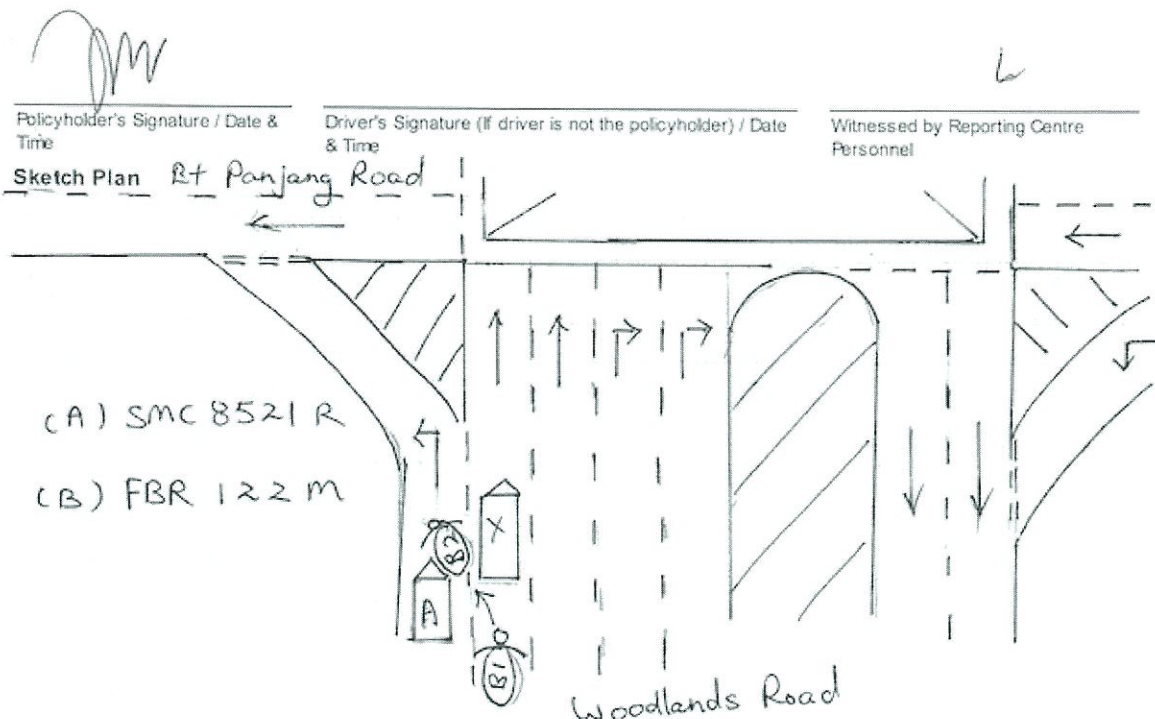 Policyholder's Signature / Date &
Time
Driver's Signature (If driver is not the policyholder) / Date
& Time
Witnessed by Reporting Centre
Personnel
Sketch Plan Bt Panjang Road
(A) SMC 8521 R
(B) FBR 122 M
X
B2
A
B1
Woodlands Road